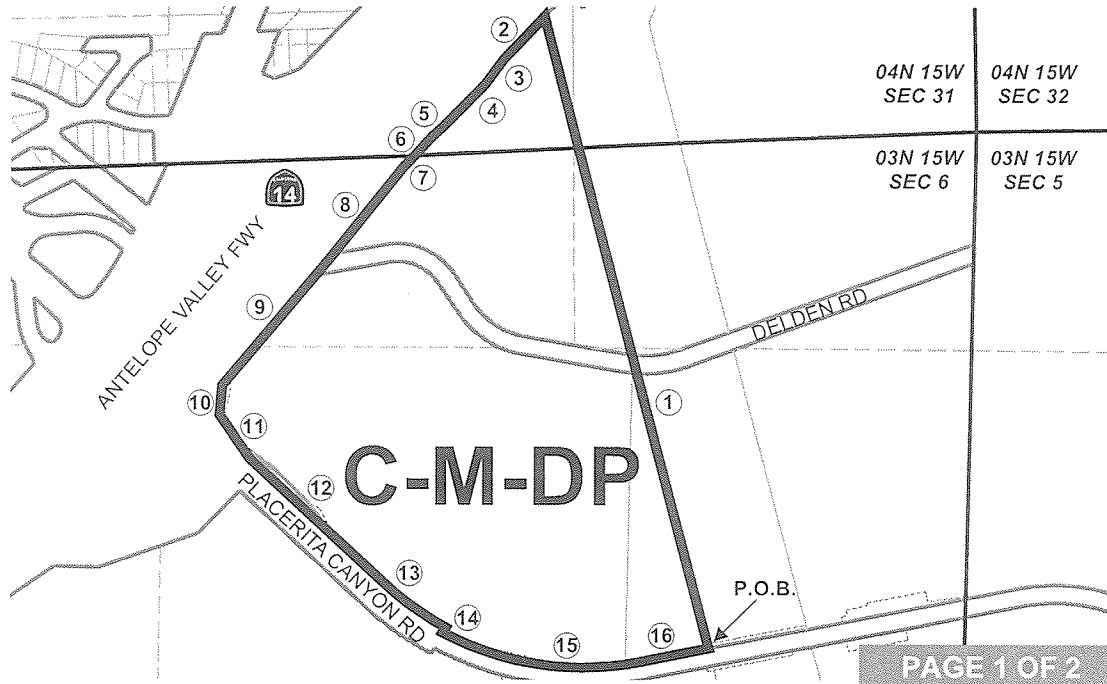 2
3
4
5
6
7
04N 15W
SEC 31
04N 15W
SEC 32
03N 15W
SEC 6
03N 15W
SEC 5
14
8
ANTELOPE VALLEY FWY
9
DELDEN RD
10
1
11
C-M-DP
12
PLACERITA CANYON RD
13
P.O.B.
14
15
16
PAGE 1 OF 2